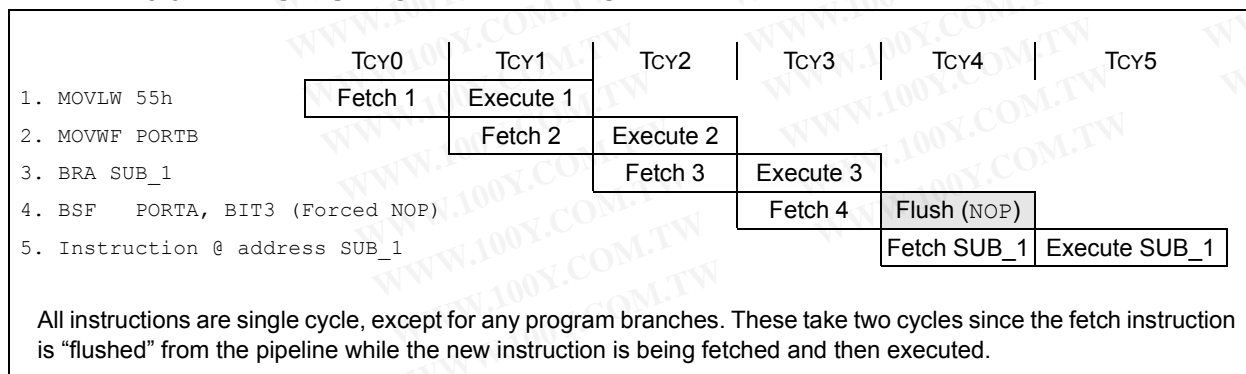 TCY0 TCY1 TCY2 TCY3 TCY4 TCY5
1. MOVLW 55h Fetch 1 Execute 1
2. MOVWF PORTB Fetch 2 Execute 2
3. BRA SUB_1 Fetch 3 Execute 3
4. BSF PORTA, BIT3 (Forced NOP) Fetch 4 Flush (NOP)
5. Instruction @ address SUB_1 Fetch SUB_1 Execute SUB_1
All instructions are single cycle, except for any program branches. These take two cycles since the fetch instruction
is “flushed” from the pipeline while the new instruction is being fetched and then executed.
WWW.100Y.COM.TW